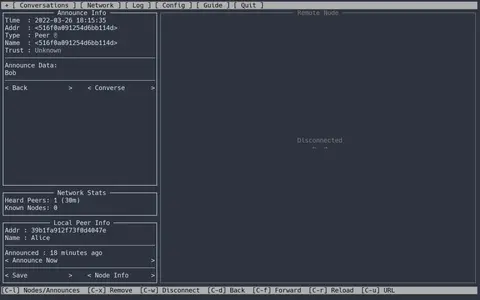 + [ Conversations ] [ Network ] [ Log ] [ Config ] [ Guide ] [ Quit ]
Announce Info
Time : 2022-03-26 18:15:35
Addr : <516f0a091254d6bb114d>
Type : Peer
Name : <516f0a091254d6bb114d>
Trust : Unknown
Announce Data:
Bob
< Back > < Converse >
Network Stats
Heard Peers: 1 (30m)
Known Nodes: 0
Local Peer Info
Addr : 39b1fa912f73f0d4047e
Name : Alice
Announced : 18 minutes ago
< Announce Now >
< Save > < Node Info >
Remote Node
Disconnected
[C-l] Nodes/Announces [C-x] Remove [C-w] Disconnect [C-d] Back [C-f] Forward [C-r] Reload [C-u] URL